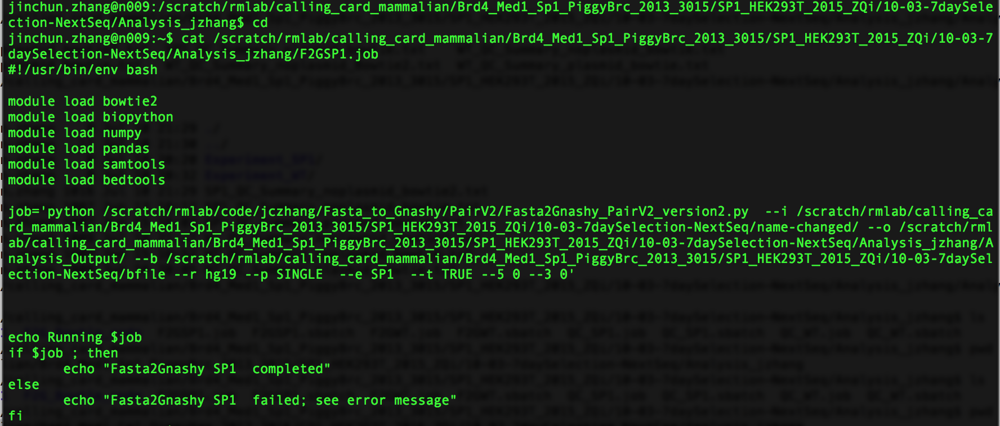 jinchun.zhang@n009:/scratch/rmlab/calling_card_mammalian/Brd4_Med1_Sp1_PiggyBrc_2013_3015/SP1_HEK293T_2015_ZQi/10-03-7daySele
ction-NextSeq/Analysis_jzhang$ cd
jinchun.zhang@n009:~$ cat /scratch/rmlab/calling_card_mammalian/Brd4_Med1_Sp1_PiggyBrc_2013_3015/SP1_HEK293T_2015_ZQi/10-03-7
daySelection-NextSeq/Analysis_jzhang/F2GSP1.job
#!/usr/bin/env bash
module load bowtie2
module load biopython
module load numpy
module load pandas
module load samtools
module load bedtools
job='python /scratch/rmlab/code/jczhang/Fasta_to_Gnashy/PairV2/Fasta2Gnashy_PairV2_version2.py  --i /scratch/rmlab/calling_ca
rd_mammalian/Brd4_Med1_Sp1_PiggyBrc_2013_3015/SP1_HEK293T_2015_ZQi/10-03-7daySelection-NextSeq/name-changed/ --o /scratch/rml
ab/calling_card_mammalian/Brd4_Med1_Sp1_PiggyBrc_2013_3015/SP1_HEK293T_2015_ZQi/10-03-7daySelection-NextSeq/Analysis_jzhang/A
nalysis_Output/ --b /scratch/rmlab/calling_card_mammalian/Brd4_Med1_Sp1_PiggyBrc_2013_3015/SP1_HEK293T_2015_ZQi/10-03-7daySel
ection-NextSeq/bfile --r hg19 --p SINGLE  --e SP1  --t TRUE --5 0 --3 0'
echo Running $job
if $job ; then
       echo "Fasta2Gnashy SP1  completed"
else
       echo "Fasta2Gnashy SP1  failed; see error message"
fi